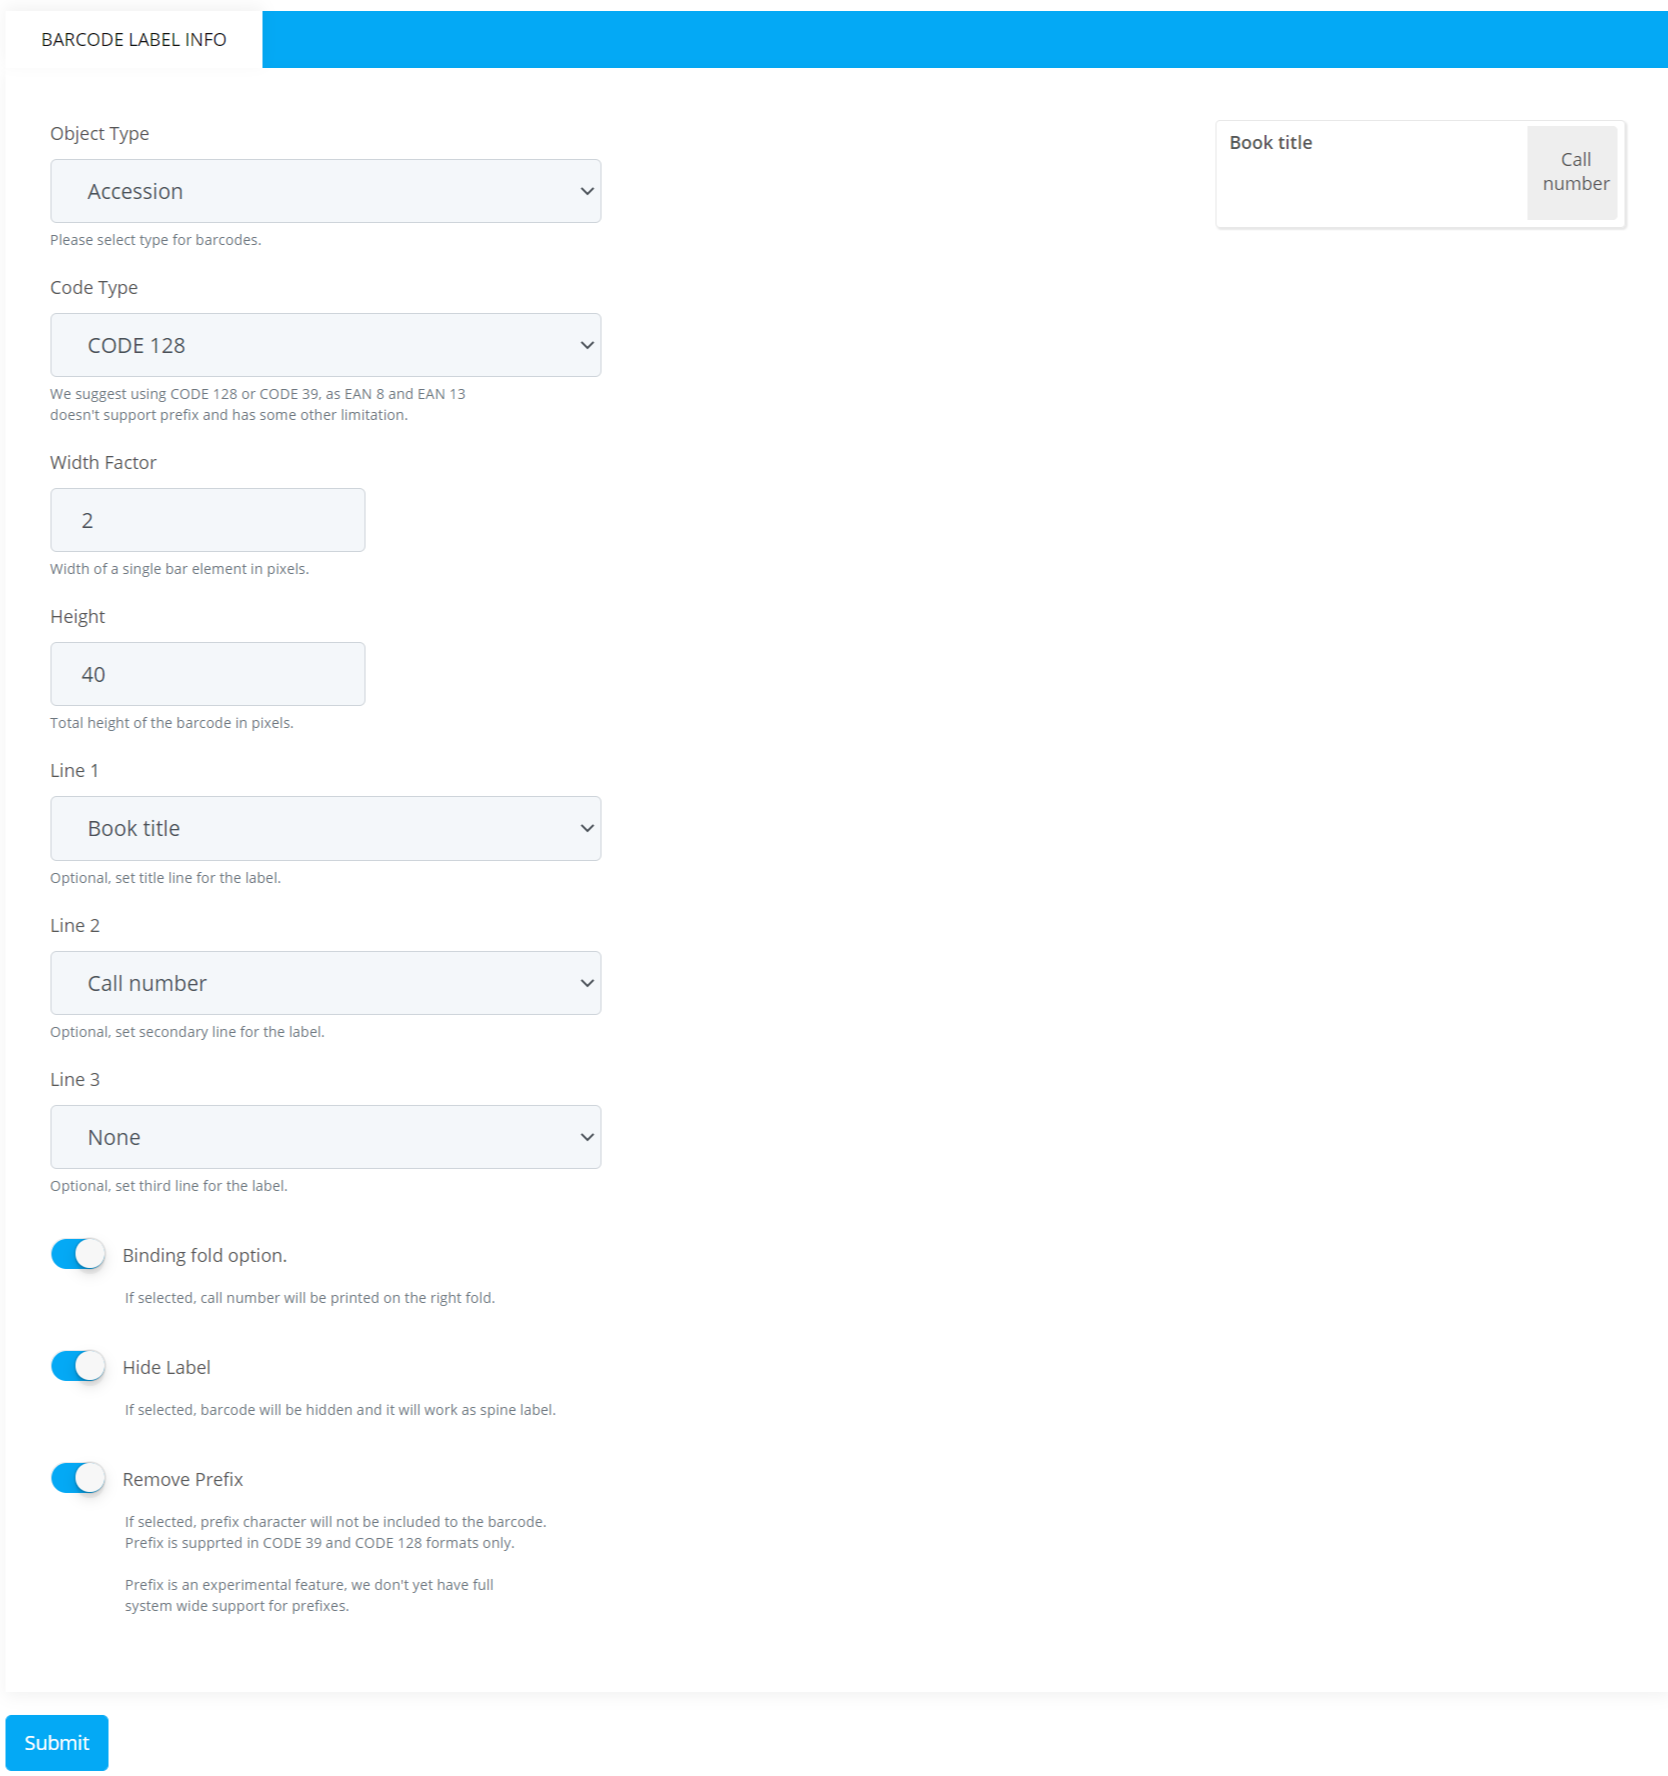 BARCODE LABEL INFO
Object Type
Accession
Please select type for barcodes.
Code Type
CODE 128
We suggest using CODE 128 or CODE 39, as EAN 8 and EAN 13
doesn't support prefix and has some other limitation.
Width Factor
2
Width of a single bar element in pixels.
Height
40
Total height of the barcode in pixels.
Line 1
Book title
Optional, set title line for the label.
Line 2
Call number
Optional, set secondary line for the label.
Line 3
None
Optional, set third line for the label.
Binding fold option.
If selected, call number will be printed on the right fold.
Hide Label
If selected, barcode will be hidden and it will work as spine label.
Remove Prefix
If selected, prefix character will not be included to the barcode.
Prefix is supprted in CODE 39 and CODE 128 formats only.
Prefix is an experimental feature, we don't yet have full
system wide support for prefixes.
Book title
Call
number
Submit